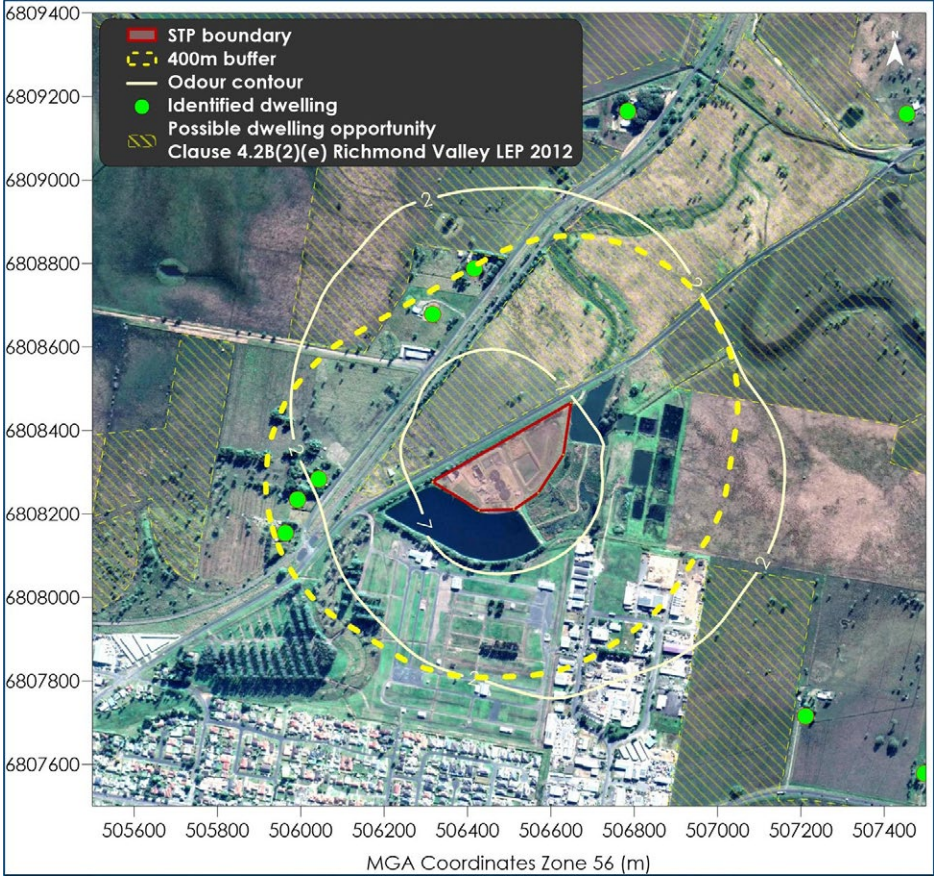 STP boundary
400m buffer
Odour contour
Identified dwelling
Possible dwelling opportunity
Clause 4.2B(2)(e) Richmond Valley LEP 2012
N
6809400
6809200
6809000
6808800
6808600
6808400
6808200
6808000
6807800
6807600
2
2
2
2
2
7
7
505600 505800 506000 506200 506400 506600 506800 507000 507200 507400
MGA Coordinates Zone 56 (m)